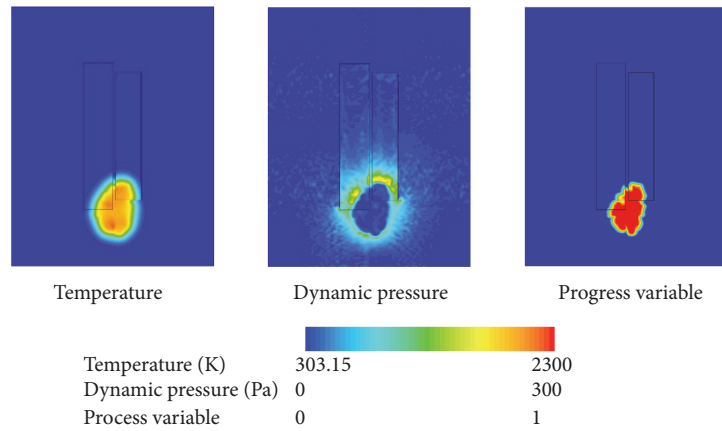 Temperature Dynamic pressure Progress variable
Temperature (K) 303.15 2300
Dynamic pressure (Pa) 0 300
Process variable 0 1